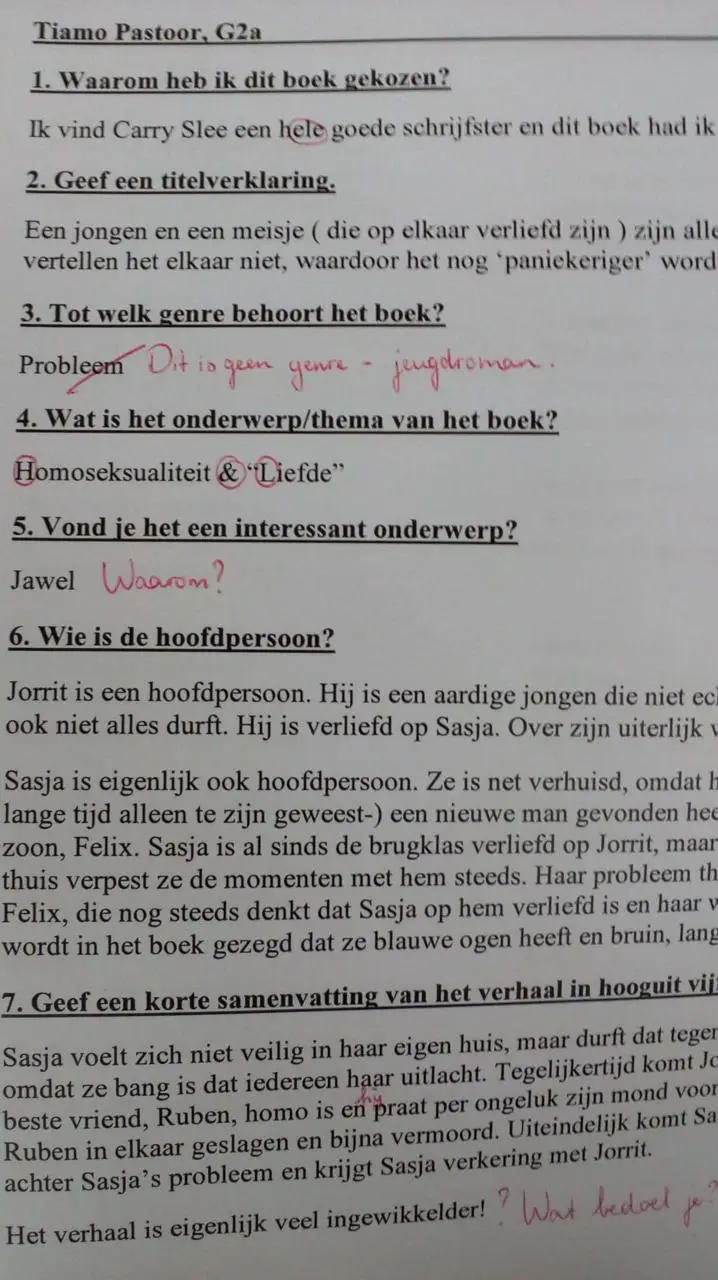 Tiamo Pastoor, G2a
1. Waarom heb ik dit boek gekozen?
Ik vind Carry Slee een hele goede schrijfster en dit boek had ik
2. Geef een titelverklaring.
Een jongen en een meisje ( die op elkaar verliefd zijn ) zijn alle
vertellen het elkaar niet, waardoor het nog ‘paniekeriger’ word
3. Tot welk genre behoort het boek?
Probleem Dit is geen genre - jeugdroman.
4. Wat is het onderwerp/thema van het boek?
Homoseksualiteit & “Liefde”
5. Vond je het een interessant onderwerp?
Jawel Waarom?
6. Wie is de hoofdpersoon?
Jorrit is een hoofdpersoon. Hij is een aardige jongen die niet ec
ook niet alles durft. Hij is verliefd op Sasja. Over zijn uiterlijk
Sasja is eigenlijk ook hoofdpersoon. Ze is net verhuisd, omdat h
lange tijd alleen te zijn geweest-) een nieuwe man gevonden hee
zoon, Felix. Sasja is al sinds de brugklas verliefd op Jorrit, maar
thuis verpest ze de momenten met hem steeds. Haar probleem th
Felix, die nog steeds denkt dat Sasja op hem verliefd is en haar
wordt in het boek gezegd dat ze blauwe ogen heeft en bruin, lang
7. Geef een korte samenvatting van het verhaal in hooguit vij
Sasja voelt zich niet veilig in haar eigen huis, maar durft dat teger
omdat ze bang is dat iedereen haar uitlacht. Tegelijkertijd komt Jo
hij
beste vriend, Ruben, homo is en praat per ongeluk zijn mond voor
Ruben in elkaar geslagen en bijna vermoord. Uiteindelijk komt Sa
achter Sasja’s probleem en krijgt Sasja verkering met Jorrit.
Het verhaal is eigenlijk veel ingewikkelder! ? Wat bedoel je?